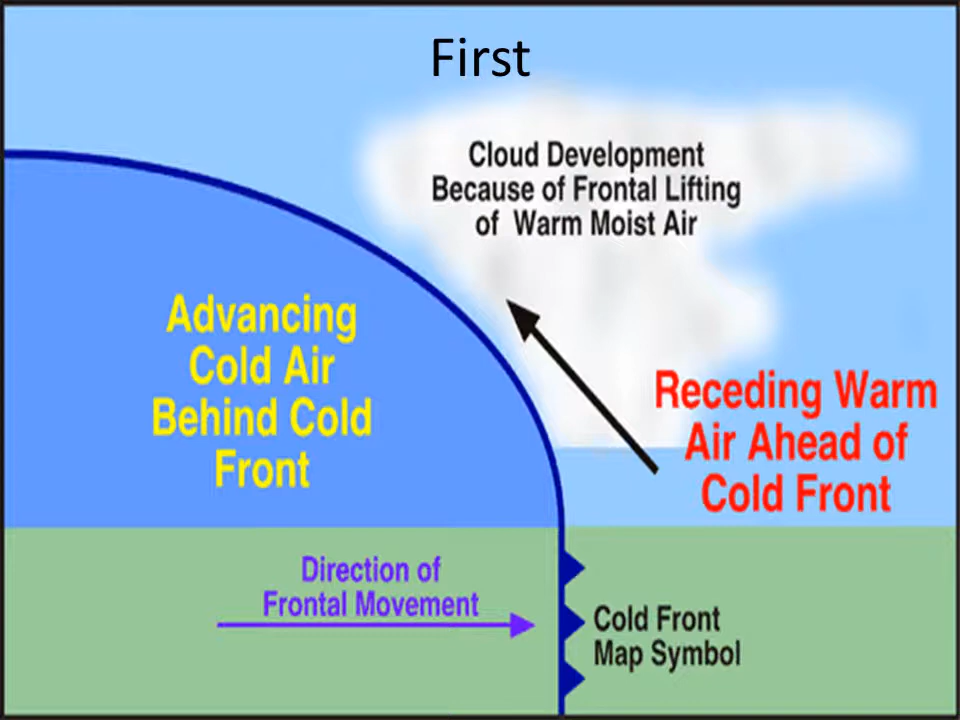 First
Cloud Development
Because of Frontal Lifting
of Warm Moist Air
Advancing
Cold Air
Behind Cold
Front
Receding Warm
Air Ahead of
Cold Front
Direction of
Frontal Movement
Cold Front
Map Symbol